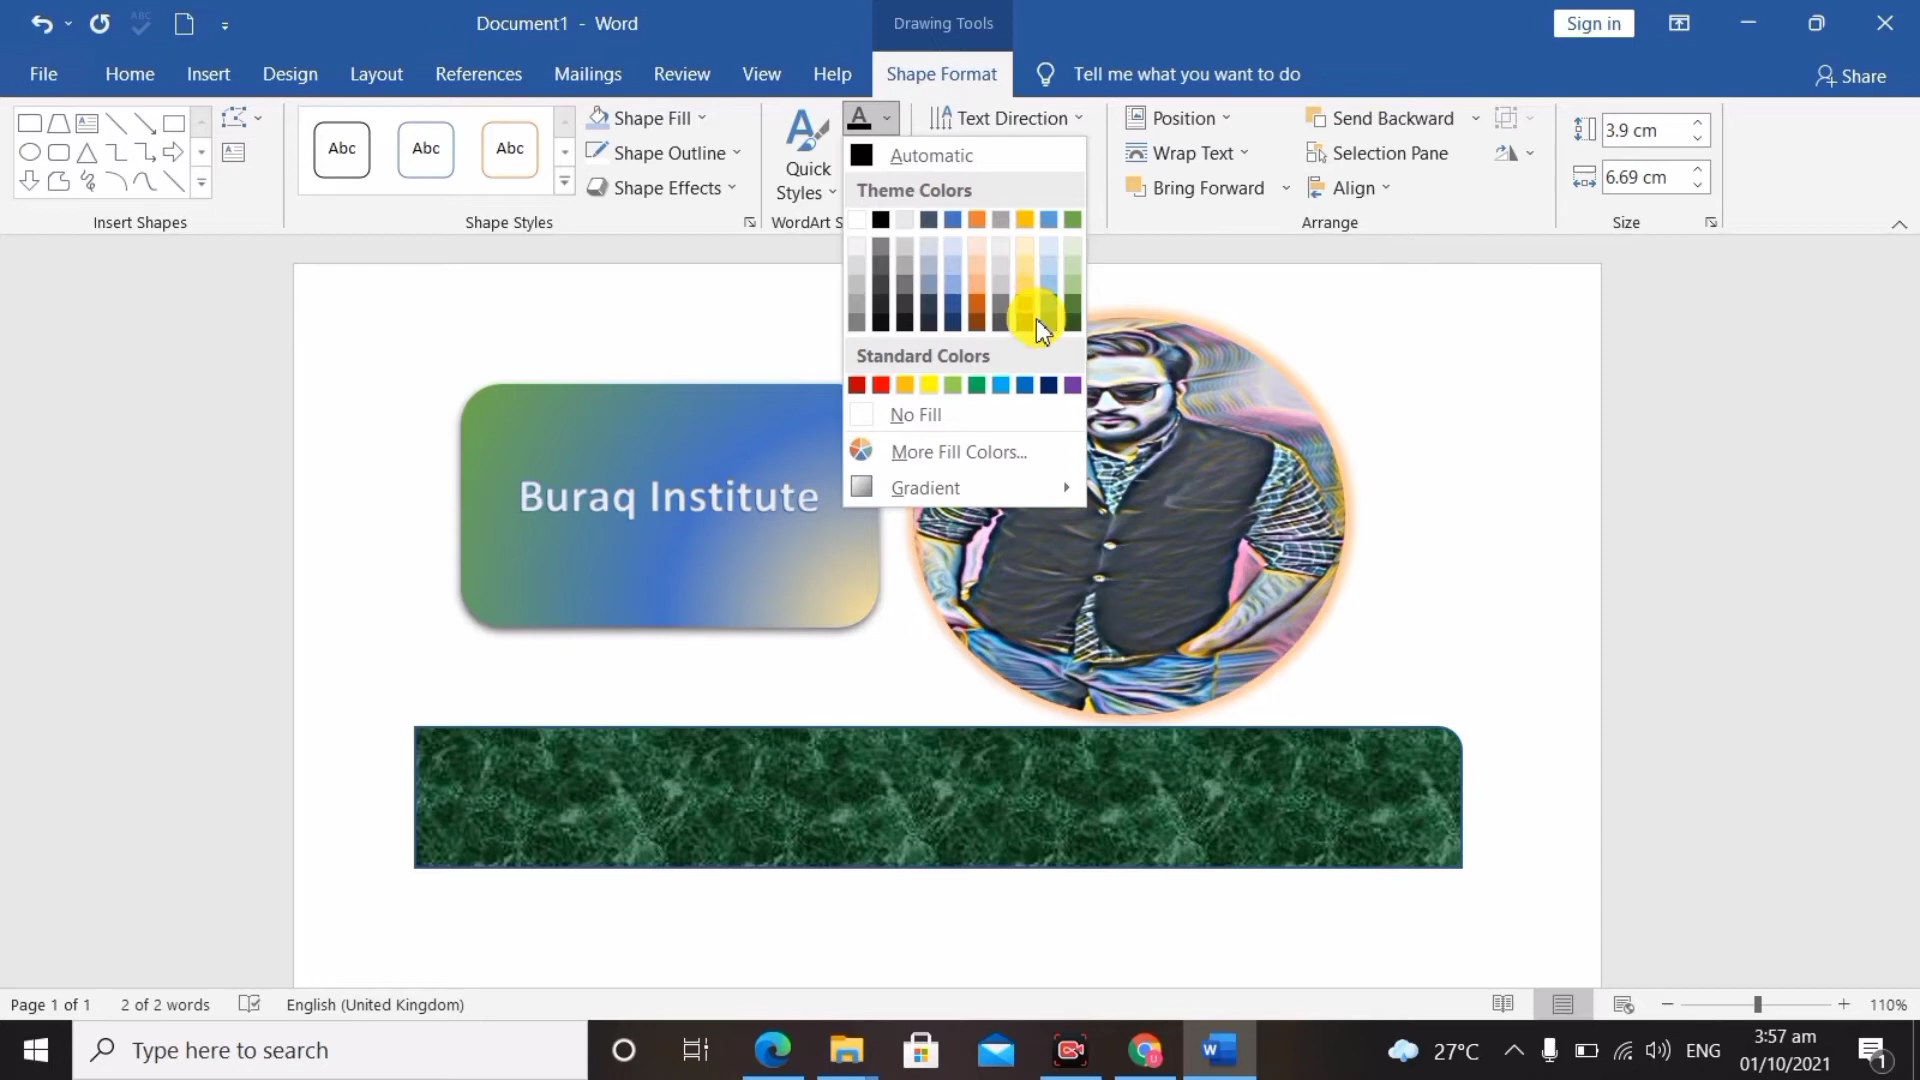 Document1 - Word
Drawing Tools
Sign in
File Home Insert Design Layout References Mailings Review View Help Shape Format Tell me what you want to do Share
Abc Abc Abc
Shape Fill
Shape Outline
Shape Effects
Quick
Styles
A
Text Direction
Position
Wrap Text
Bring Forward
Send Backward
Selection Pane
Align
3.9 cm
6.69 cm
Insert Shapes
Shape Styles
WordArt S
Arrange
Size
Automatic
Theme Colors
Standard Colors
No Fill
More Fill Colors...
Gradient
Buraq Institute
Page 1 of 1 2 of 2 words English (United Kingdom) 110%
Type here to search
27°C
ENG
3:57 am
01/10/2021
1